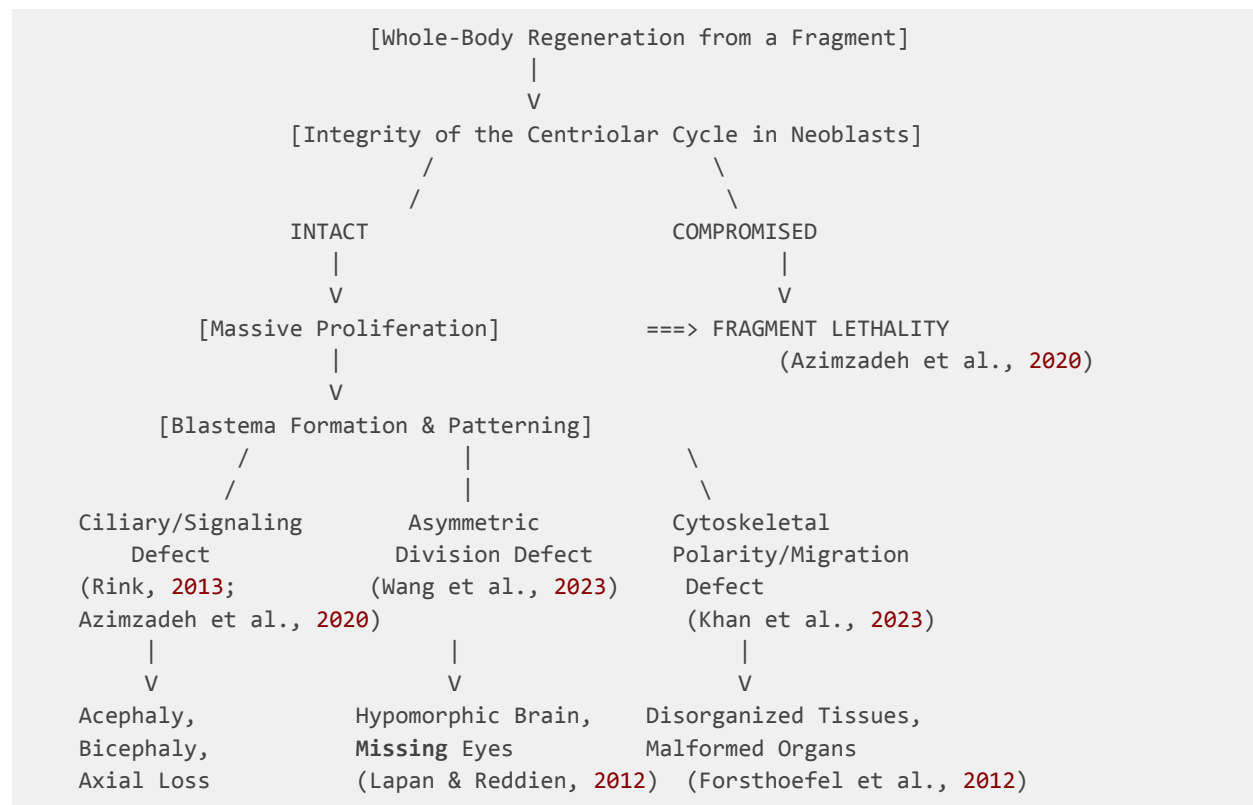 [Whole-Body Regeneration from a Fragment]
|
V
[Integrity of the Centriolar Cycle in Neoblasts]
/ \
/ \
INTACT COMPROMISED
| |
V V
[Massive Proliferation] ===> FRAGMENT LETHALITY
| (Azimzadeh et al., 2020)
V
[Blastema Formation & Patterning]
/ | \
/ | \
Ciliary/Signaling Asymmetric Cytoskeletal
Defect Division Defect Polarity/Migration
(Rink, 2013; (Wang et al., 2023) Defect
Azimzadeh et al., 2020) (Khan et al., 2023)
| | |
V V V
Acephaly, Hypomorphic Brain, Disorganized Tissues,
Bicephaly, Missing Eyes Malformed Organs
Axial Loss (Lapan & Reddien, 2012) (Forsthoefel et al., 2012)